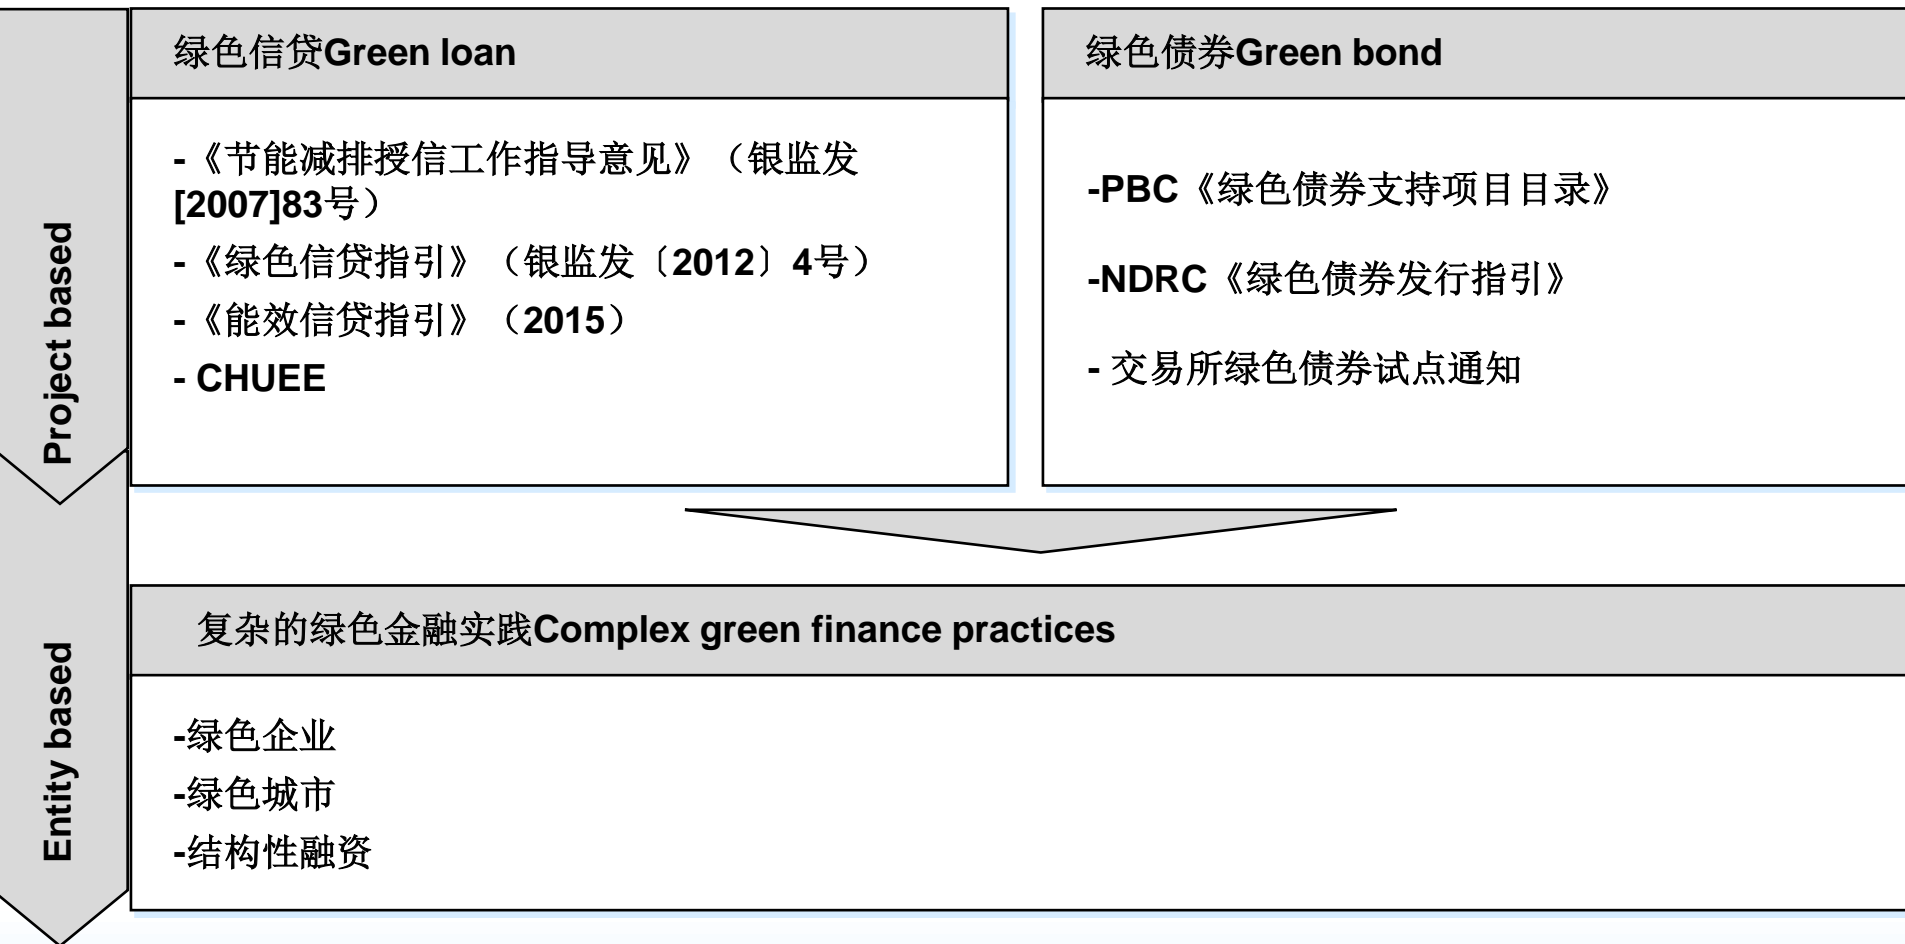 Project based
绿色信贷Green loan
-《节能减排授信工作指导意见》（银监发
[2007]83号）
-《绿色信贷指引》（银监发〔2012〕4号）
-《能效信贷指引》（2015）
- CHUEE
绿色债券Green bond
-PBC《绿色债券支持项目目录》
-NDRC《绿色债券发行指引》
- 交易所绿色债券试点通知
Entity based
复杂的绿色金融实践Complex green finance practices
-绿色企业
-绿色城市
-结构性融资